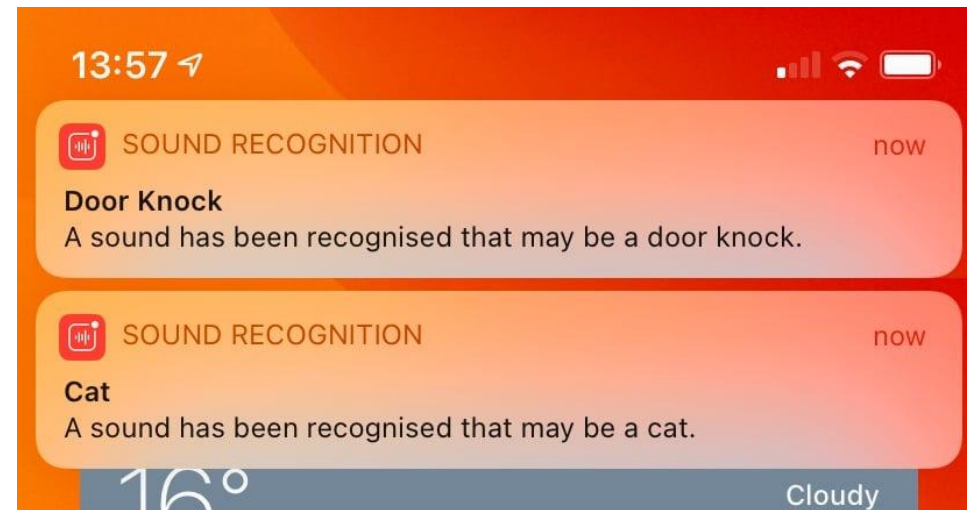 13:57
SOUND RECOGNITION now
Door Knock
A sound has been recognised that may be a door knock.
SOUND RECOGNITION now
Cat
A sound has been recognised that may be a cat.
16° Cloudy